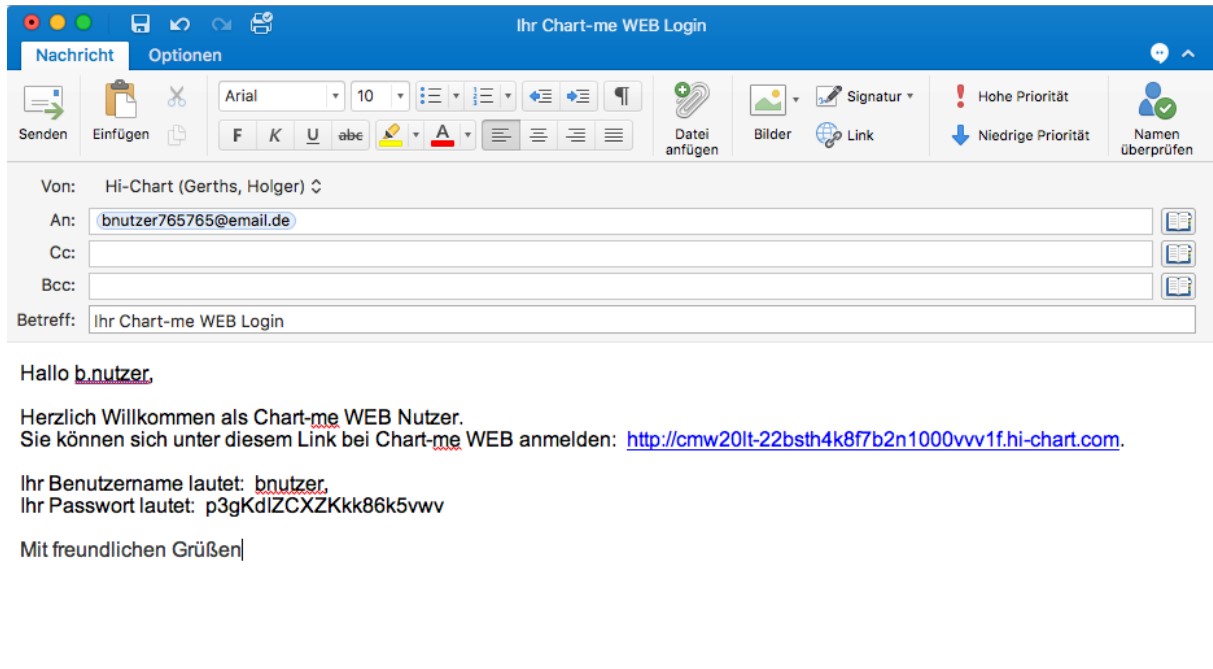 Ihr Chart-me WEB Login
Nachricht Optionen
Arial 10 Signatur Hohe Priorität
Senden Einfügen F K U abc A Datei anfügen Bilder Link Niedrige Priorität Namen überprüfen
Von: Hi-Chart (Gerths, Holger)
An: bnutzer765765@email.de
Cc:
Bcc:
Betreff: Ihr Chart-me WEB Login
Hallo b.nutzer,
Herzlich Willkommen als Chart-me WEB Nutzer.
Sie können sich unter diesem Link bei Chart-me WEB anmelden: http://cmw20lt-22bsth4k8f7b2n1000vvv1f.hi-chart.com.
Ihr Benutzername lautet: bnutzer,
Ihr Passwort lautet: p3gKdIZCXZKkk86k5vwv
Mit freundlichen Grüßen